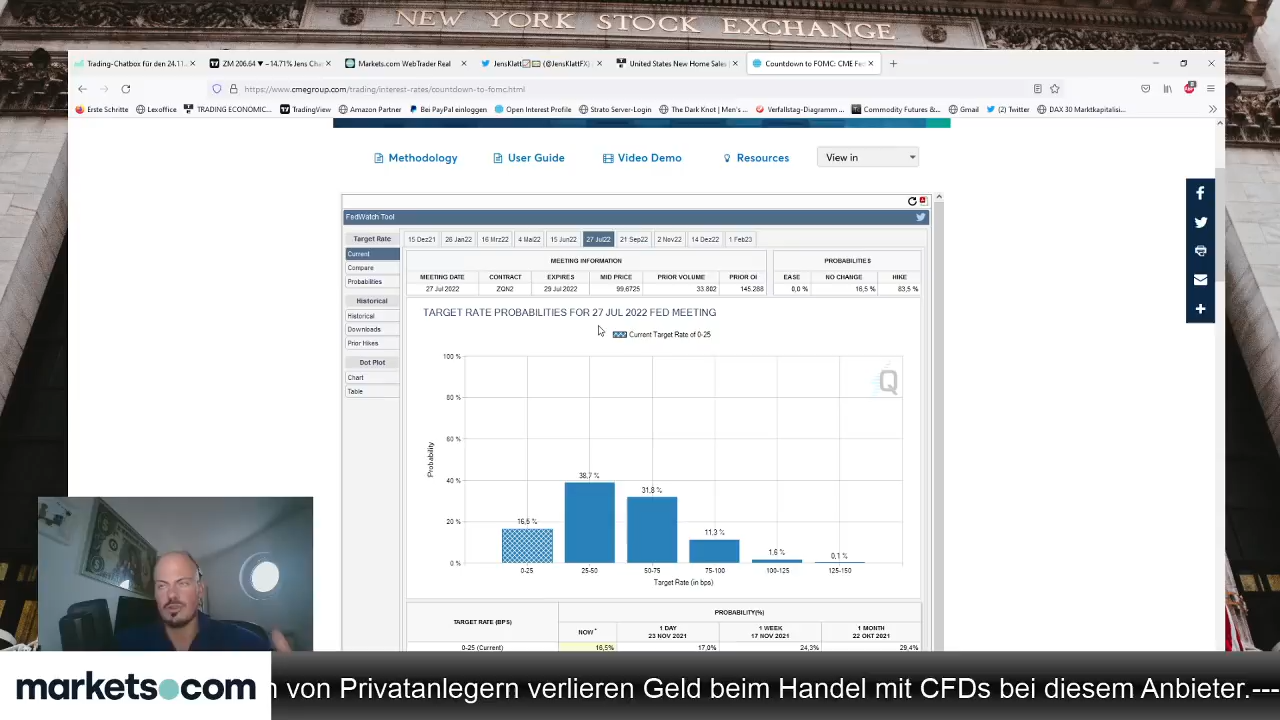 NEW YORK STOCK EXCHANGE
Trading-Chatbox für den 24.11.
ZM 206.64 ▼ −14.71% Jens Cha
Markets.com WebTrader Real
JensKlatt (@JensKlattFX)
United States New Home Sales
Countdown to FOMC: CME Fe
https://www.cmegroup.com/trading/interest-rates/countdown-to-fomc.html
Erste Schritte
Lexoffice
TRADING ECONOMIC...
TradingView
Amazon Partner
Bei PayPal einloggen
Open Interest Profile
Strato Server-Login
The Dark Knot | Men's ...
Verfallstag-Diagramm ...
Commodity Futures &...
Gmail
(2) Twitter
DAX 30 Marktkapitalisi...
Methodology
User Guide
Video Demo
Resources
View in
FedWatch Tool
Target Rate
Current
Compare
Probabilities
Historical
Historical
Downloads
Prior Hikes
Dot Plot
Chart
Table
15 Dez21 26 Jan22 16 Mrz22 4 Mai22 15 Jun22 27 Jul22 21 Sep22 2 Nov22 14 Dez22 1 Feb23
MEETING INFORMATION
MEETING DATE CONTRACT EXPIRES MID PRICE PRIOR VOLUME PRIOR OI
27 Jul 2022 ZQN2 29 Jul 2022 99,6725 33.802 145.288
PROBABILITIES
EASE NO CHANGE HIKE
0,0 % 16,5 % 83,5 %
TARGET RATE PROBABILITIES FOR 27 JUL 2022 FED MEETING
Current Target Rate of 0-25
Q
100 %
80 %
60 %
40 %
20 %
0 %
Probability
16,5 %
38,7 %
31,8 %
11,3 %
1,6 %
0,1 %
0-25 25-50 50-75 75-100 100-125 125-150
Target Rate (in bps)
TARGET RATE (BPS)
PROBABILITY(%)
NOW *
1 DAY
23 NOV 2021
1 WEEK
17 NOV 2021
1 MONTH
22 OKT 2021
0-25 (Current) 16,5% 17,0% 24,3% 29,4%
markets.com
von Privatanlegern verlieren Geld beim Handel mit CFDs bei diesem Anbieter.---